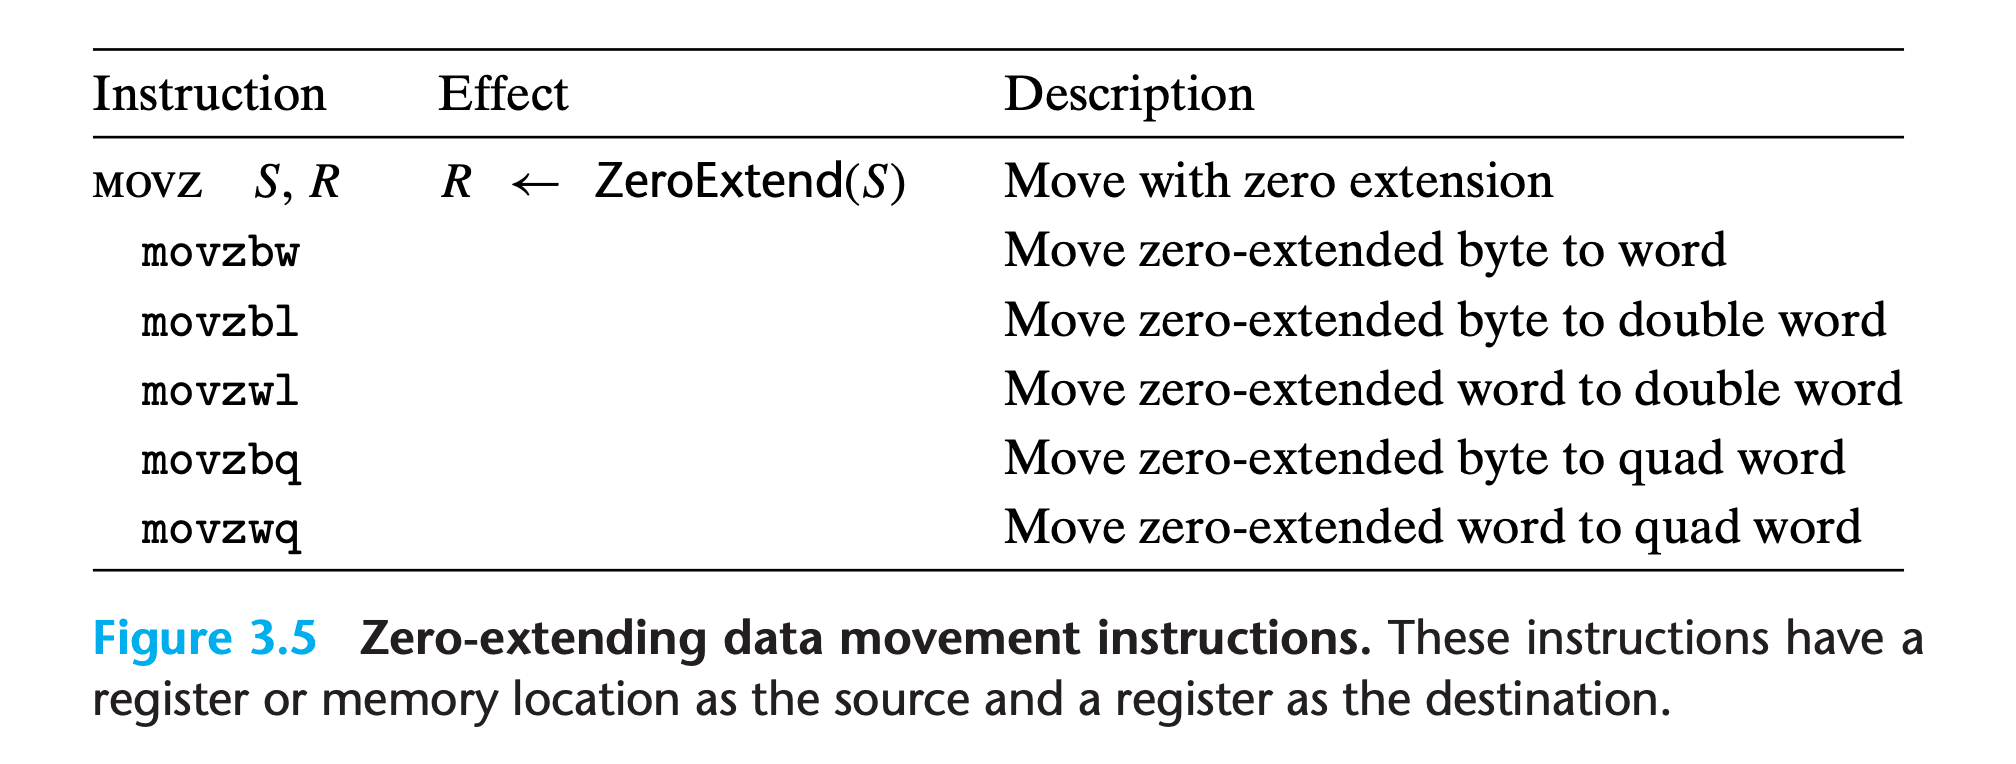 Instruction Effect Description
MOVZ S, R R ← ZeroExtend(S) Move with zero extension
movzbw Move zero-extended byte to word
movzbl Move zero-extended byte to double word
movzwl Move zero-extended word to double word
movzbq Move zero-extended byte to quad word
movzwq Move zero-extended word to quad word
Figure 3.5 Zero-extending data movement instructions. These instructions have a
register or memory location as the source and a register as the destination.